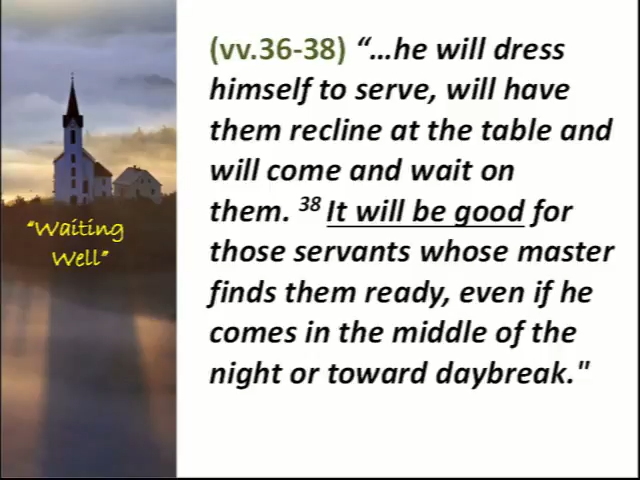 "Waiting
Well"
(vv.36-38) “…he will dress
himself to serve, will have
them recline at the table and
will come and wait on
them. 38 It will be good for
those servants whose master
finds them ready, even if he
comes in the middle of the
night or toward daybreak."